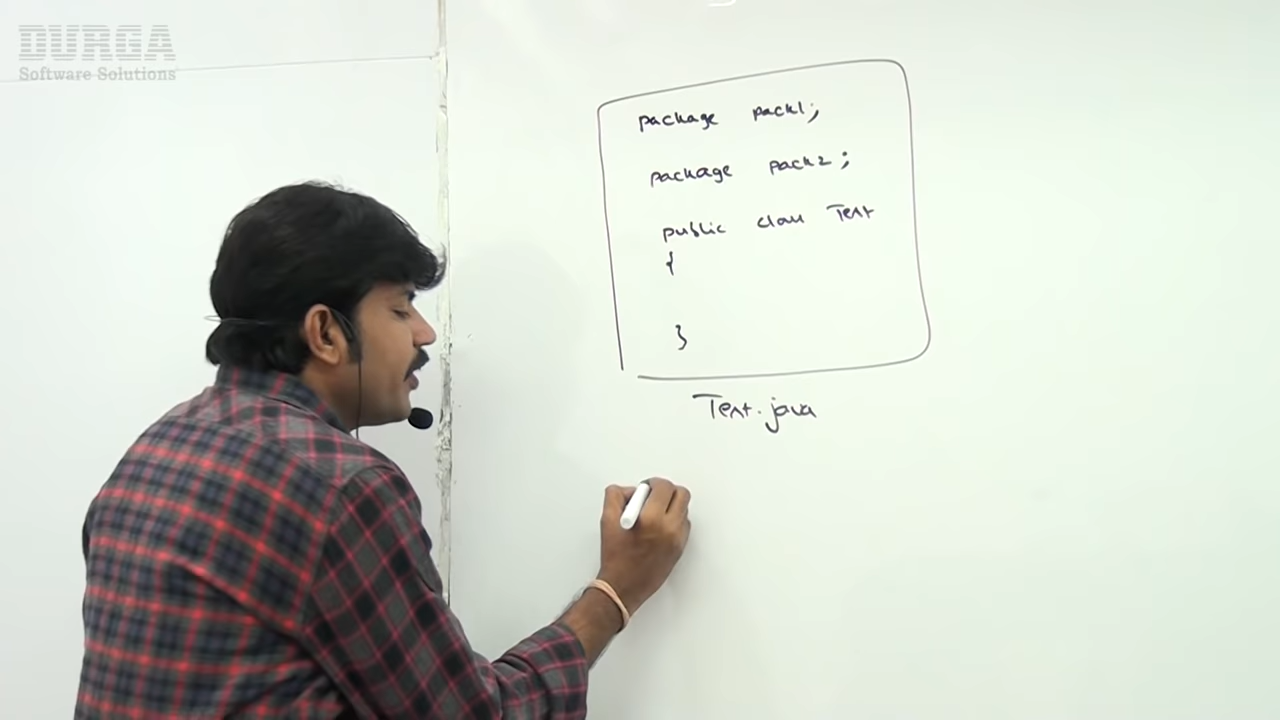 DURGA
Software Solutions
package pack1;
package pack2;
public class Test
{
}
Test.java